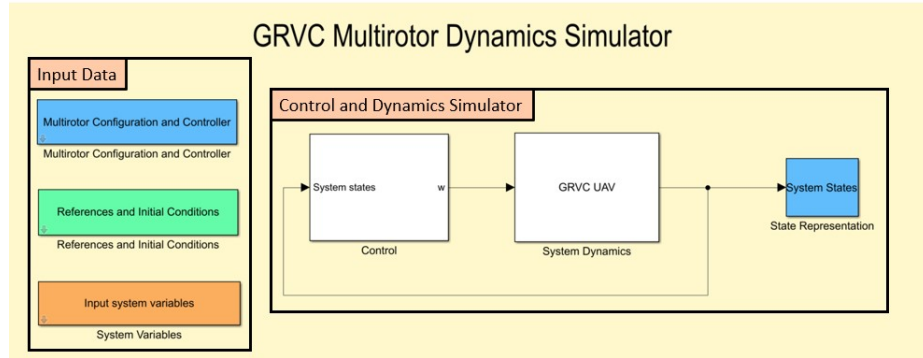 GRVC Multirotor Dynamics Simulator
Input Data
Multirotor Configuration and Controller
Multirotor Configuration and Controller
References and Initial Conditions
References and Initial Conditions
Input system variables
System Variables
Control and Dynamics Simulator
System states
w
Control
GRVC UAV
System Dynamics
System States
State Representation